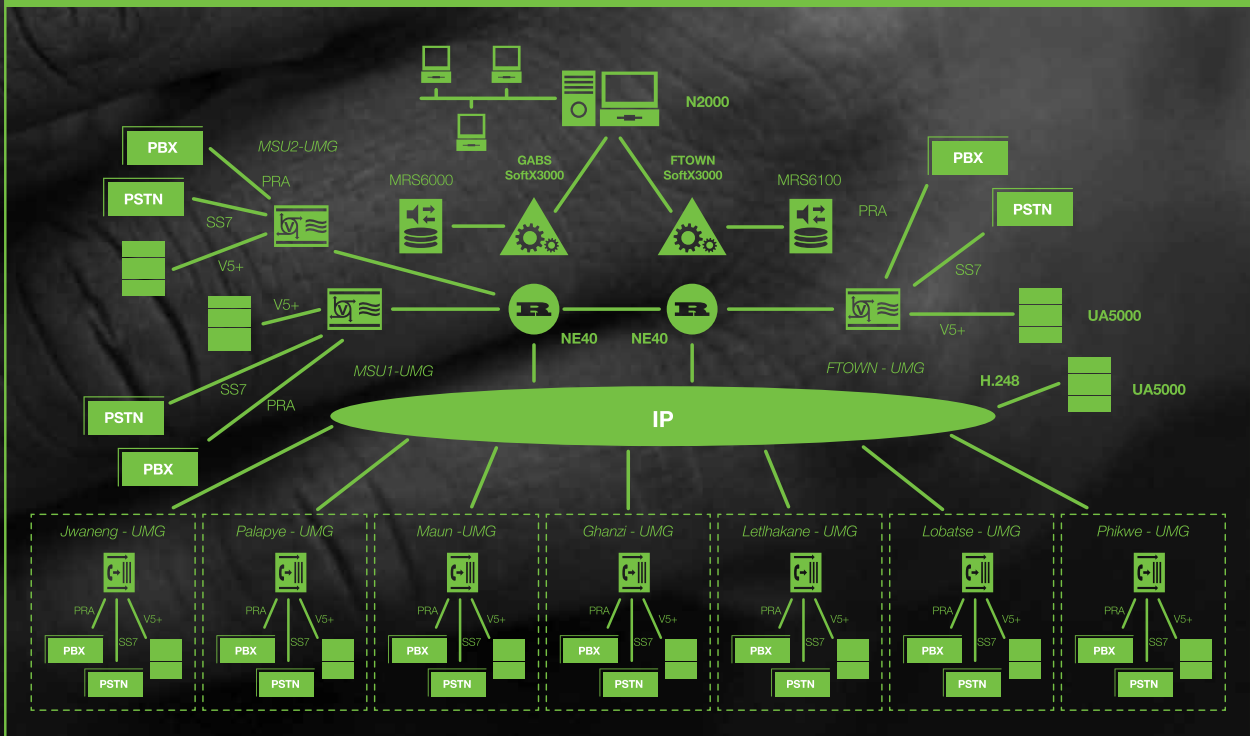 N2000
PBX
MSU2-UMG
PRA
PSTN
SS7
V5+
MRS6000
GABS
SoftX3000
FTOWN
SoftX3000
MRS6100
PBX
PRA
PSTN
SS7
V5+
UA5000
V5+
MSU1-UMG
NE40
NE40
FTOWN - UMG
H.248
UA5000
SS7
PRA
PSTN
PBX
IP
Jwaneng - UMG
PRA
V5+
SS7
PBX
PSTN
Palapye - UMG
PRA
V5+
SS7
PBX
PSTN
Maun -UMG
PRA
V5+
SS7
PBX
PSTN
Ghanzi - UMG
PRA
V5+
SS7
PBX
PSTN
Letlhakane - UMG
PRA
V5+
SS7
PBX
PSTN
Lobatse - UMG
PRA
V5+
SS7
PBX
PSTN
Phikwe - UMG
PRA
V5+
SS7
PBX
PSTN